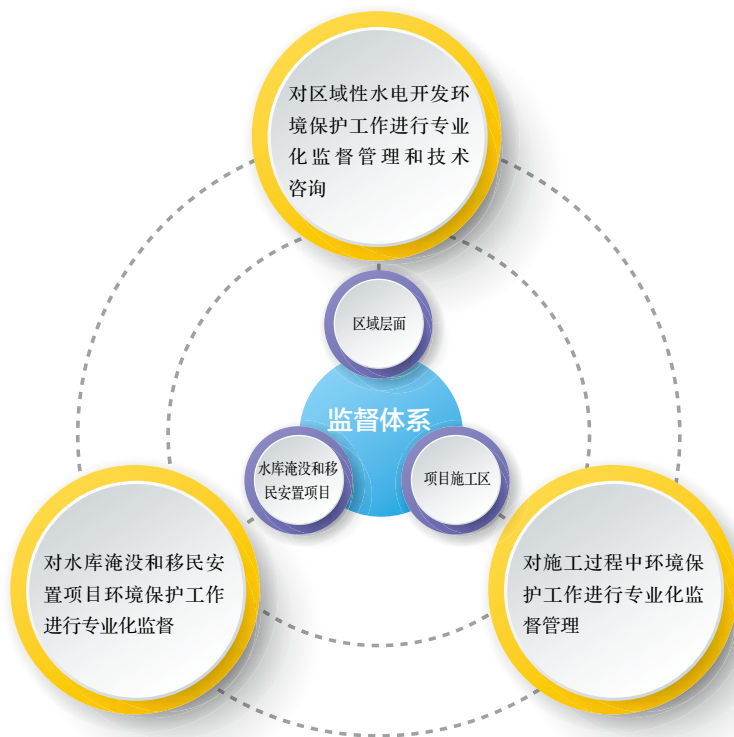 对区域性水电开发环
境保护工作进行专业
化监督管理和技术
咨询
区域层面
监督体系
水库淹没和移
民安置项目
项目施工区
对水库淹没和移民安
置项目环境保护工作
进行专业化监督
对施工过程中环境保
护工作进行专业化监
督管理